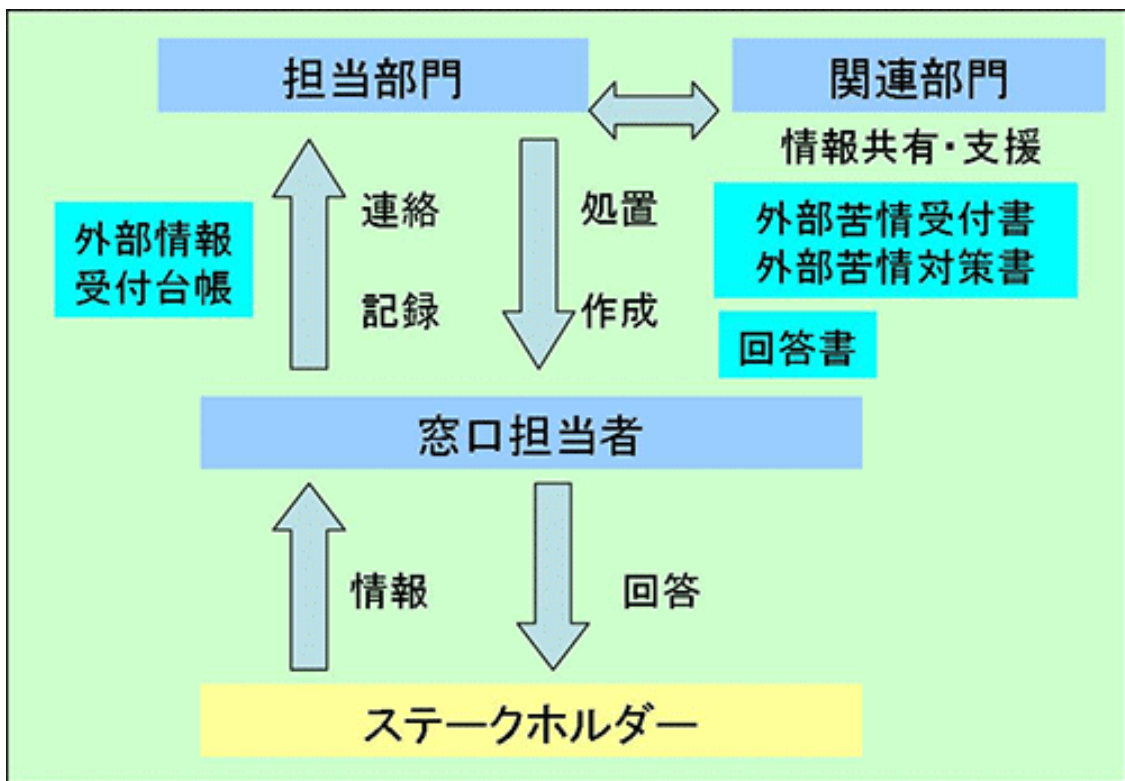 担当部門
関連部門
情報共有・支援
外部情報
受付台帳
連絡
記録
処置
作成
外部苦情受付書
外部苦情対策書
回答書
窓口担当者
情報
回答
ステークホルダー